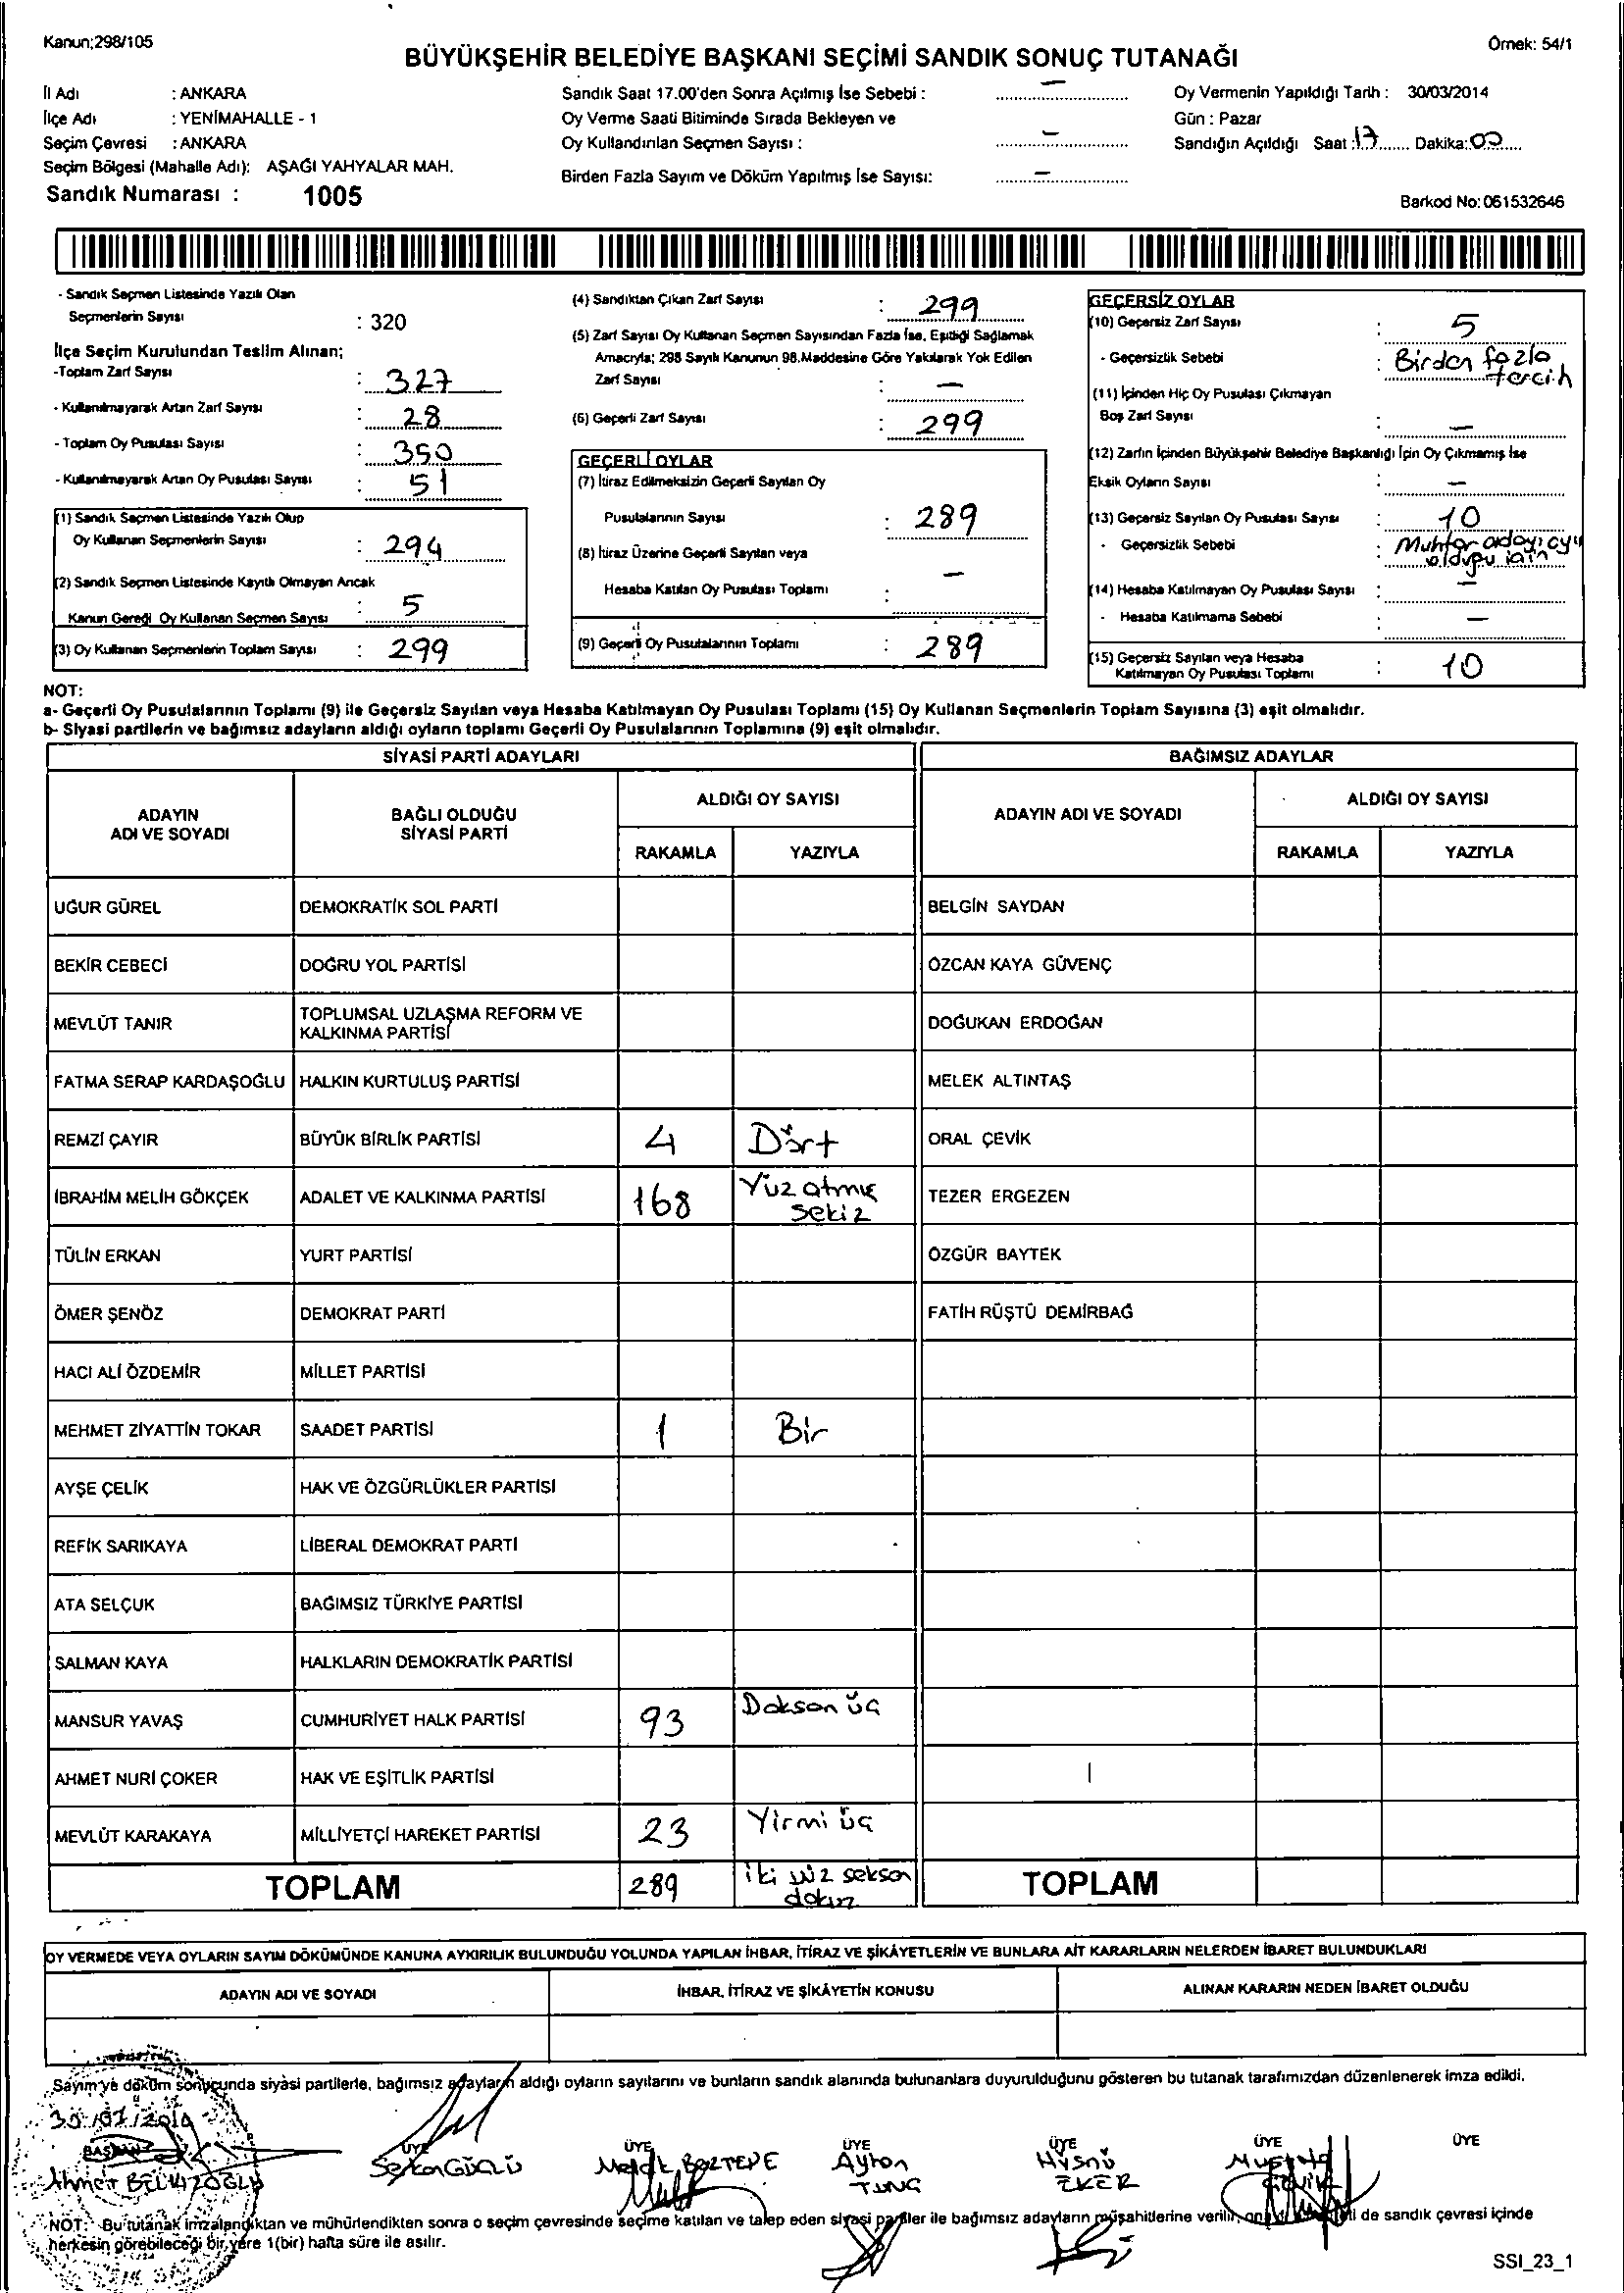 Kanun;298/105
Örnek: 54/1
BÜYÜKŞEHİR BELEDİYE BAŞKANI SEÇİMİ SANDIK SONUÇ TUTANAĞI
İl Adı : ANKARA
İlçe Adı : YENİMAHALLE - 1
Seçim Çevresi : ANKARA
Seçim Bölgesi (Mahalle Adı): AŞAĞI YAHYALAR MAH.
Sandık Numarası : 1005
Sandık Saat 17.00'den Sonra Açılmış İse Sebebi : –
Oy Verme Saati Bitiminde Sırada Bekleyen ve
Oy Kullandırılan Seçmen Sayısı : –
Birden Fazla Sayım ve Döküm Yapılmış İse Sayısı: –
Oy Vermenin Yapıldığı Tarih : 30/03/2014
Gün : Pazar
Sandığın Açıldığı Saat :17 Dakika:00
Barkod No:061532646
- Sandık Seçmen Listesinde Yazılı Olan
Seçmenlerin Sayısı : 320
İlçe Seçim Kurulundan Teslim Alınan;
-Toplam Zarf Sayısı : 327
- Kullanılmayarak Artan Zarf Sayısı : 28
- Toplam Oy Pusulası Sayısı : 350
- Kullanılmayarak Artan Oy Pusulası Sayısı : 51
(1) Sandık Seçmen Listesinde Yazılı Olup
Oy Kullanan Seçmenlerin Sayısı : 294
(2) Sandık Seçmen Listesinde Kayıtlı Olmayan Ancak
Kanun Gereği Oy Kullanan Seçmen Sayısı : 5
(3) Oy Kullanan Seçmenlerin Toplam Sayısı : 299
(4) Sandıktan Çıkan Zarf Sayısı : 299
(5) Zarf Sayısı Oy Kullanan Seçmen Sayısından Fazla İse, Eşitliği Sağlamak
Amacıyla; 298 Sayılı Kanunun 98.Maddesine Göre Yakılarak Yok Edilen
Zarf Sayısı : –
(6) Geçerli Zarf Sayısı : 299
GEÇERLİ OYLAR
(7) İtiraz Edilmeksizin Geçerli Sayılan Oy
Pusulalarının Sayısı : 289
(8) İtiraz Üzerine Geçerli Sayılan veya
Hesaba Katılan Oy Pusulası Toplamı : –
(9) Geçerli Oy Pusulalarının Toplamı : 289
GEÇERSİZ OYLAR
(10) Geçersiz Zarf Sayısı : 5
- Geçersizlik Sebebi : Birden fazla
tercih
(11) İçinden Hiç Oy Pusulası Çıkmayan
Boş Zarf Sayısı : –
(12) Zarfın İçinden Büyükşehir Belediye Başkanlığı İçin Oy Çıkmamış İse
Eksik Oyların Sayısı : –
(13) Geçersiz Sayılan Oy Pusulası Sayısı : 10
- Geçersizlik Sebebi : Muhtar adayı oyu
olduğu için
(14) Hesaba Katılmayan Oy Pusulası Sayısı : –
- Hesaba Katılmama Sebebi : –
(15) Geçersiz Sayılan veya Hesaba
Katılmayan Oy Pusulası Toplamı : 10
NOT:
a- Geçerli Oy Pusulalarının Toplamı (9) ile Geçersiz Sayılan veya Hesaba Katılmayan Oy Pusulası Toplamı (15) Oy Kullanan Seçmenlerin Toplam Sayısına (3) eşit olmalıdır.
b- Siyasi partilerin ve bağımsız adayların aldığı oyların toplamı Geçerli Oy Pusulalarının Toplamına (9) eşit olmalıdır.
SİYASİ PARTİ ADAYLARI BAĞIMSIZ ADAYLAR
ADAYIN ADI VE SOYADI BAĞLI OLDUĞU SİYASİ PARTİ ALDIĞI OY SAYISI ADAYIN ADI VE SOYADI ALDIĞI OY SAYISI
RAKAMLA YAZIYLA RAKAMLA YAZIYLA
UĞUR GÜREL DEMOKRATİK SOL PARTİ BELGİN SAYDAN
BEKİR CEBECİ DOĞRU YOL PARTİSİ ÖZCAN KAYA GÜVENÇ
MEVLÜT TANIR TOPLUMSAL UZLAŞMA REFORM VE KALKINMA PARTİSİ DOĞUKAN ERDOĞAN
FATMA SERAP KARDAŞOĞLU HALKIN KURTULUŞ PARTİSİ MELEK ALTINTAŞ
REMZİ ÇAYIR BÜYÜK BİRLİK PARTİSİ 4 Dört ORAL ÇEVİK
İBRAHİM MELİH GÖKÇEK ADALET VE KALKINMA PARTİSİ 168 Yüz atmış sekiz TEZER ERGEZEN
TÜLİN ERKAN YURT PARTİSİ ÖZGÜR BAYTEK
ÖMER ŞENÖZ DEMOKRAT PARTİ FATİH RÜŞTÜ DEMİRBAĞ
HACI ALİ ÖZDEMİR MİLLET PARTİSİ
MEHMET ZİYATTİN TOKAR SAADET PARTİSİ 1 Bir
AYŞE ÇELİK HAK VE ÖZGÜRLÜKLER PARTİSİ
REFİK SARIKAYA LİBERAL DEMOKRAT PARTİ
ATA SELÇUK BAĞIMSIZ TÜRKİYE PARTİSİ
SALMAN KAYA HALKLARIN DEMOKRATİK PARTİSİ
MANSUR YAVAŞ CUMHURİYET HALK PARTİSİ 93 Doksan üç
AHMET NURİ ÇOKER HAK VE EŞİTLİK PARTİSİ
MEVLÜT KARAKAYA MİLLİYETÇİ HAREKET PARTİSİ 23 Yirmi üç
TOPLAM 289 iki yüz seksen dokuz TOPLAM
OY VERMEDE VEYA OYLARIN SAYIM DÖKÜMÜNDE KANUNA AYKIRILIK BULUNDUĞU YOLUNDA YAPILAN İHBAR, İTİRAZ VE ŞİKÂYETLERİN VE BUNLARA AİT KARARLARIN NELERDEN İBARET BULUNDUKLARI
ADAYIN ADI VE SOYADI İHBAR, İTİRAZ VE ŞİKÂYETİN KONUSU ALINAN KARARIN NEDEN İBARET OLDUĞU
Sayım ve döküm sonucunda siyasi partilerle, bağımsız adayların aldığı oyların sayılarını ve bunların sandık alanında bulunanlara duyurulduğunu gösteren bu tutanak tarafımızdan düzenlenerek imza edildi.
BAŞKAN ÜYE ÜYE ÜYE ÜYE ÜYE ÜYE
Ahmet Serkan GÜÇLÜ BOZTEPE Ayhan TUNÇ Hüsnü EKER Mustafa ÇELİK
NOT: Bu tutanak imzalandıktan ve mühürlendikten sonra o seçim çevresinde seçime katılan ve talep eden siyasi partiler ile bağımsız adayların müşahitlerine verilir, de sandık çevresi içinde
herkesin görebileceği bir yere 1(bir) hafta süre ile asılır.
SSI_23_1